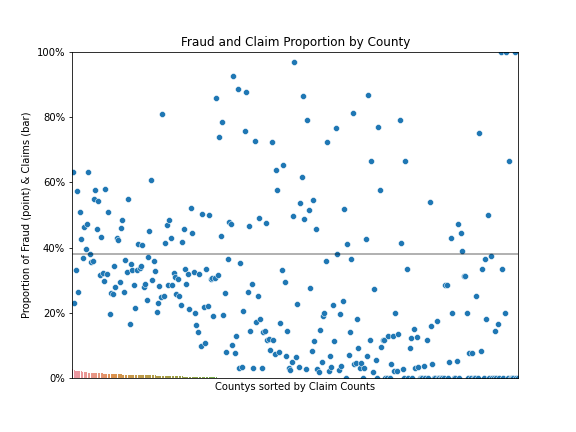 Fraud and Claim Proportion by County
100%
80%
60%
40%
20%
0%
Proportion of Fraud (point) & Claims (bar)
Countys sorted by Claim Counts